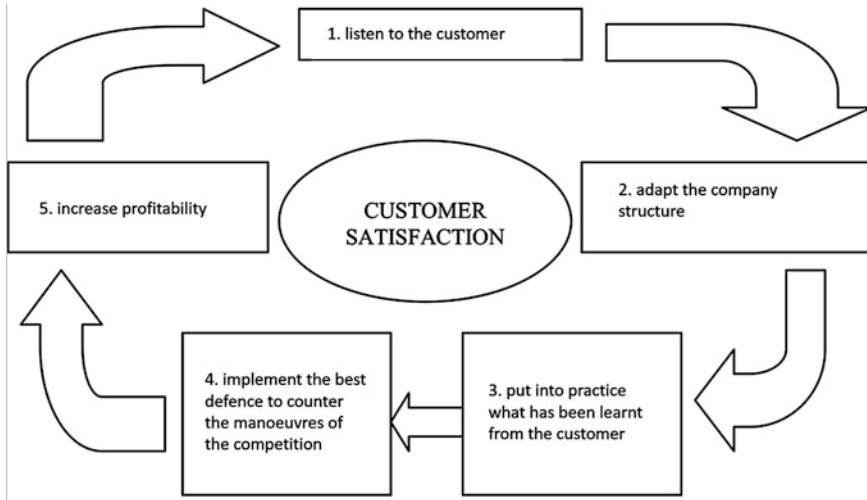 1. listen to the customer
2. adapt the company
structure
3. put into practice
what has been learnt
from the customer
4. implement the best
defence to counter
the manoeuvres of
the competition
5. increase profitability
CUSTOMER
SATISFACTION